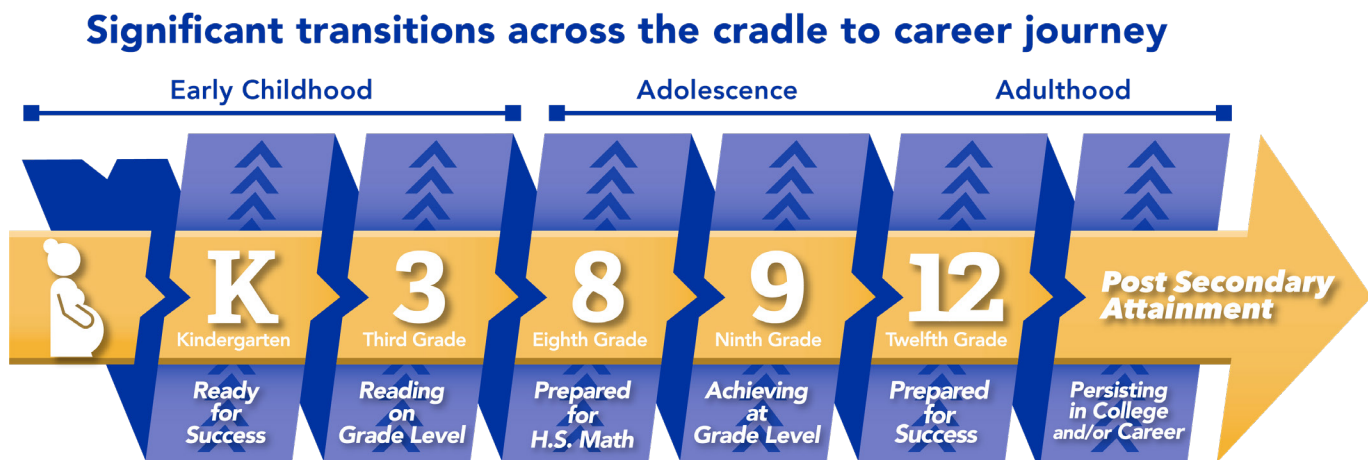 Significant transitions across the cradle to career journey
Early Childhood
Adolescence
Adulthood
K
Kindergarten
Ready
for
Success
3
Third Grade
Reading
on
Grade Level
8
Eighth Grade
Prepared
for
H.S. Math
9
Ninth Grade
Achieving
at
Grade Level
12
Twelfth Grade
Prepared
for
Success
Post Secondary
Attainment
Persisting
in College
and/or Career